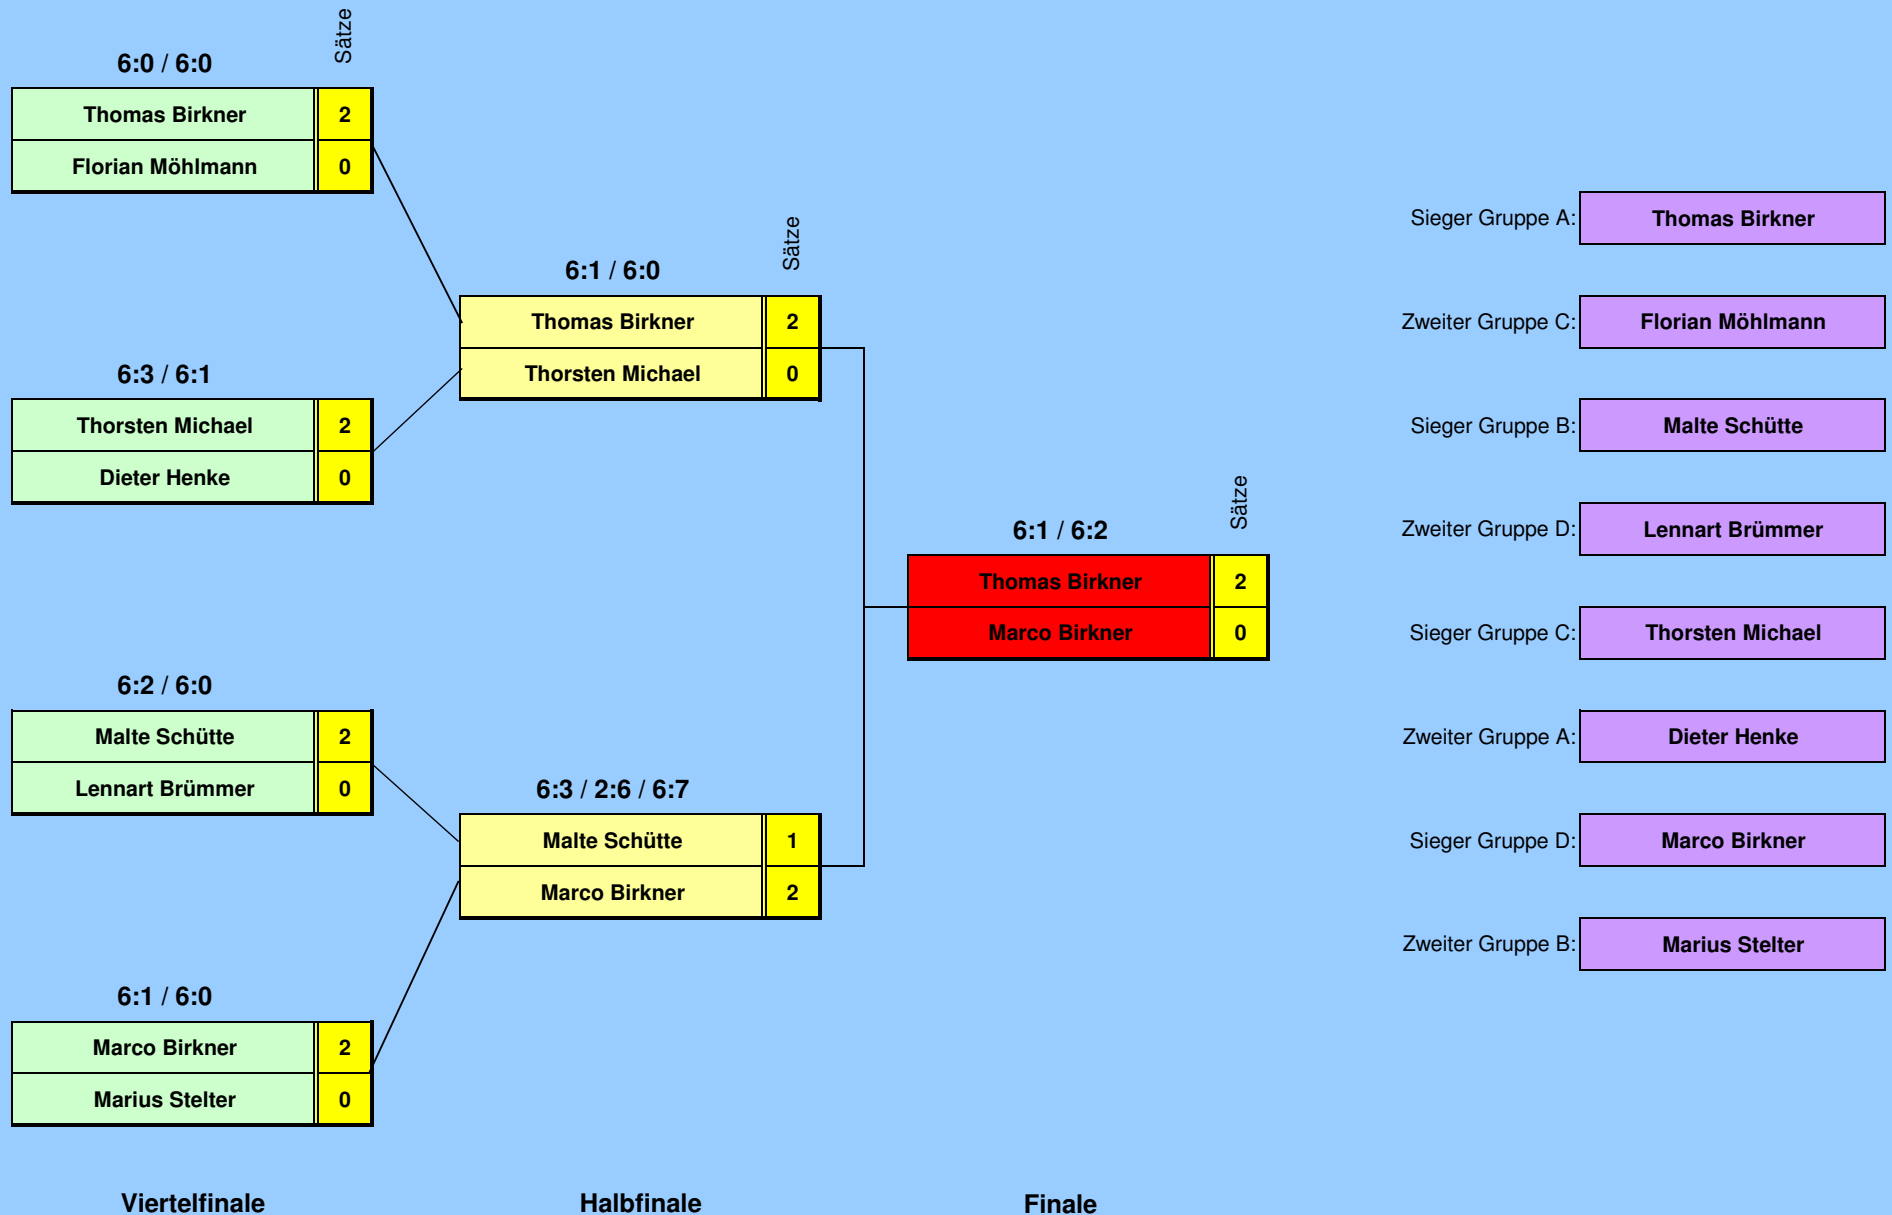 Sätze
6:0 / 6:0
Thomas Birkner 2
Florian Möhlmann 0
6:3 / 6:1
Thorsten Michael 2
Dieter Henke 0
6:2 / 6:0
Malte Schütte 2
Lennart Brümmer 0
6:1 / 6:0
Marco Birkner 2
Marius Stelter 0
Viertelfinale
Sätze
6:1 / 6:0
Thomas Birkner 2
Thorsten Michael 0
6:3 / 2:6 / 6:7
Malte Schütte 1
Marco Birkner 2
Halbfinale
Sätze
6:1 / 6:2
Thomas Birkner 2
Marco Birkner 0
Finale
Sieger Gruppe A: Thomas Birkner
Zweiter Gruppe C: Florian Möhlmann
Sieger Gruppe B: Malte Schütte
Zweiter Gruppe D: Lennart Brümmer
Sieger Gruppe C: Thorsten Michael
Zweiter Gruppe A: Dieter Henke
Sieger Gruppe D: Marco Birkner
Zweiter Gruppe B: Marius Stelter